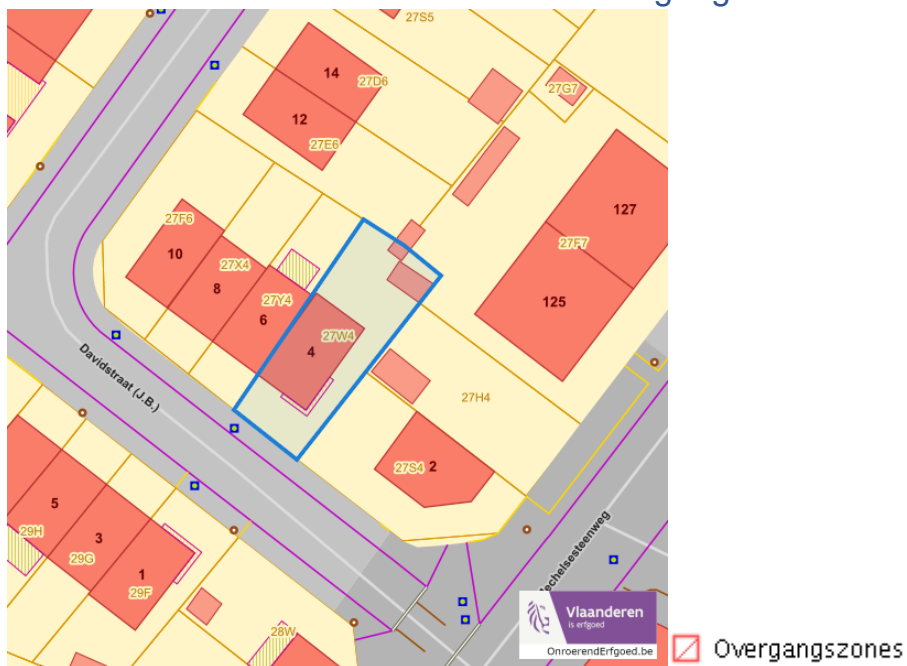 27S5
14
27D6
12
27E6
27G7
127
27F7
125
27F6
10
27X4
8
27Y4
6
27W4
4
27H4
27S4
2
Davidstraat (J.B.)
echelsesteenweg
5
3
1
29H
29G
29F
28W
Vlaanderen
is erfgoed
OnroerendErfgoed.be
Overgangszones